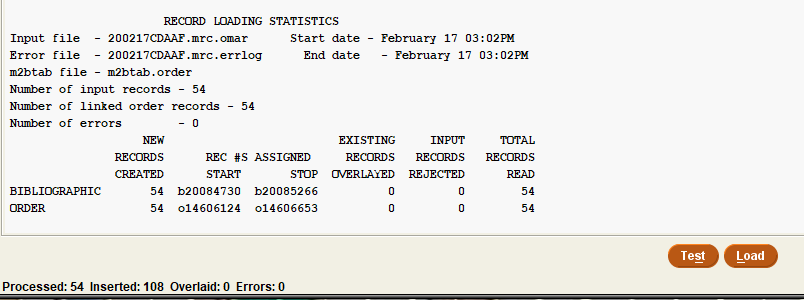 RECORD LOADING STATISTICS
Input file - 200217CDAAF.mrc.omar Start date - February 17 03:02PM
Error file - 200217CDAAF.mrc.errlog End date - February 17 03:02PM
m2btab file - m2btab.order
Number of input records - 54
Number of linked order records - 54
Number of errors - 0
NEW EXISTING INPUT TOTAL
RECORDS REC #S ASSIGNED RECORDS RECORDS RECORDS
CREATED START STOP OVERLAYED REJECTED READ
BIBLIOGRAPHIC 54 b20084730 b20085266 0 0 54
ORDER 54 o14606124 o14606653 0 0 54
Test Load
Processed: 54 Inserted: 108 Overlaid: 0 Errors: 0